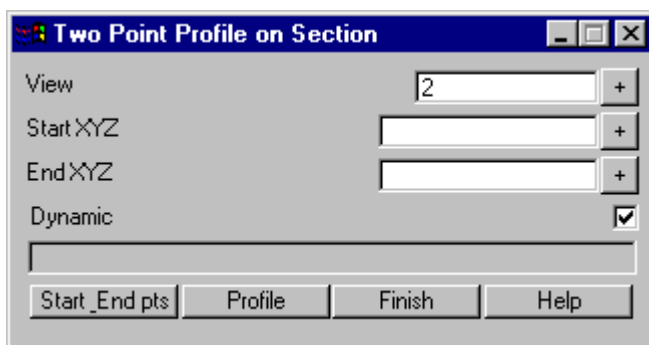 Two Point Profile on Section
View 2 +
Start XYZ +
End XYZ +
Dynamic
Start_End pts Profile Finish Help